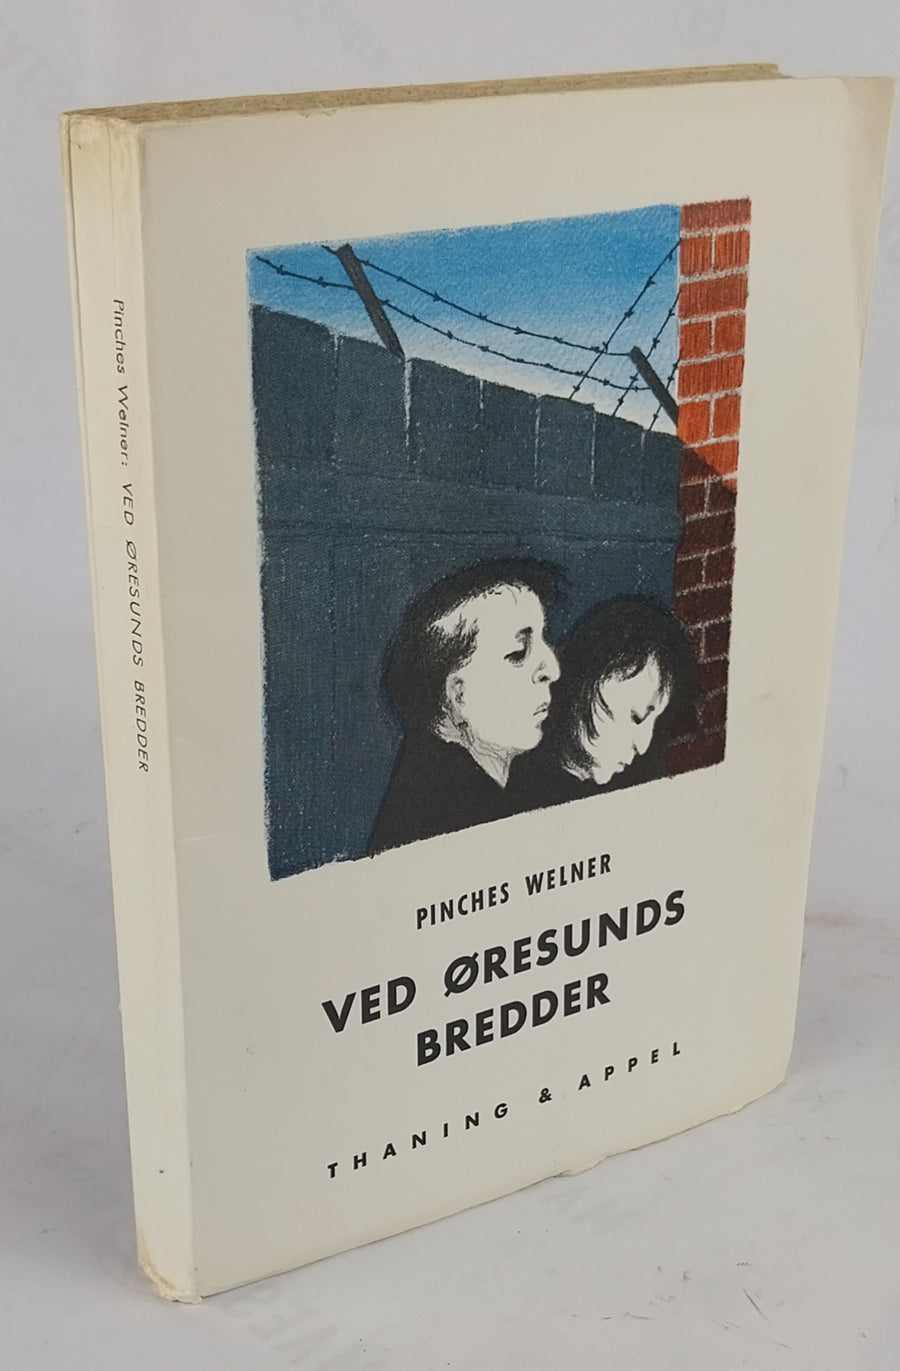 Pinches Welner: VED ØRESUNDS BREDDER
PINCHES WELNER
VED ØRESUNDS
BREDDER
THANING & APPEL